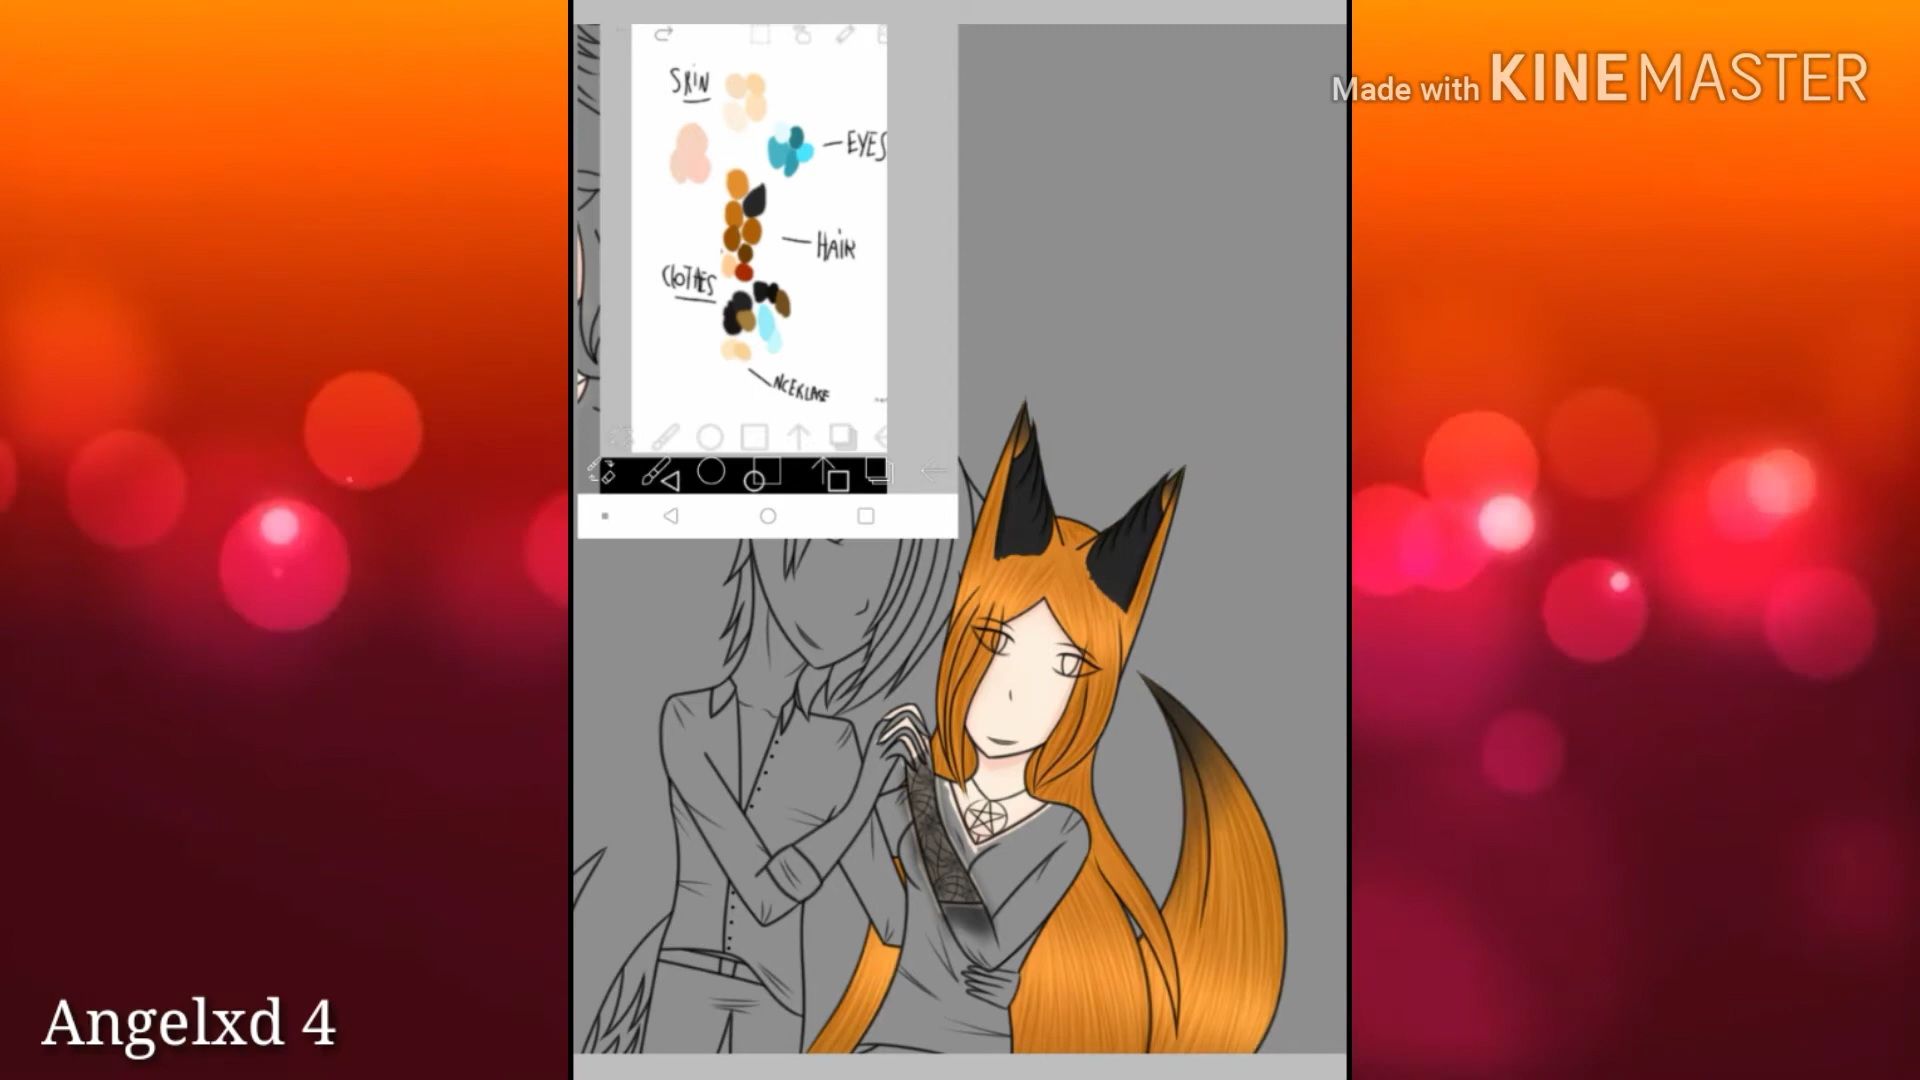 Made with KINEMASTER
SKIN
EYES
HAIR
CLOTHES
NCEKLACE
Angelxd 4